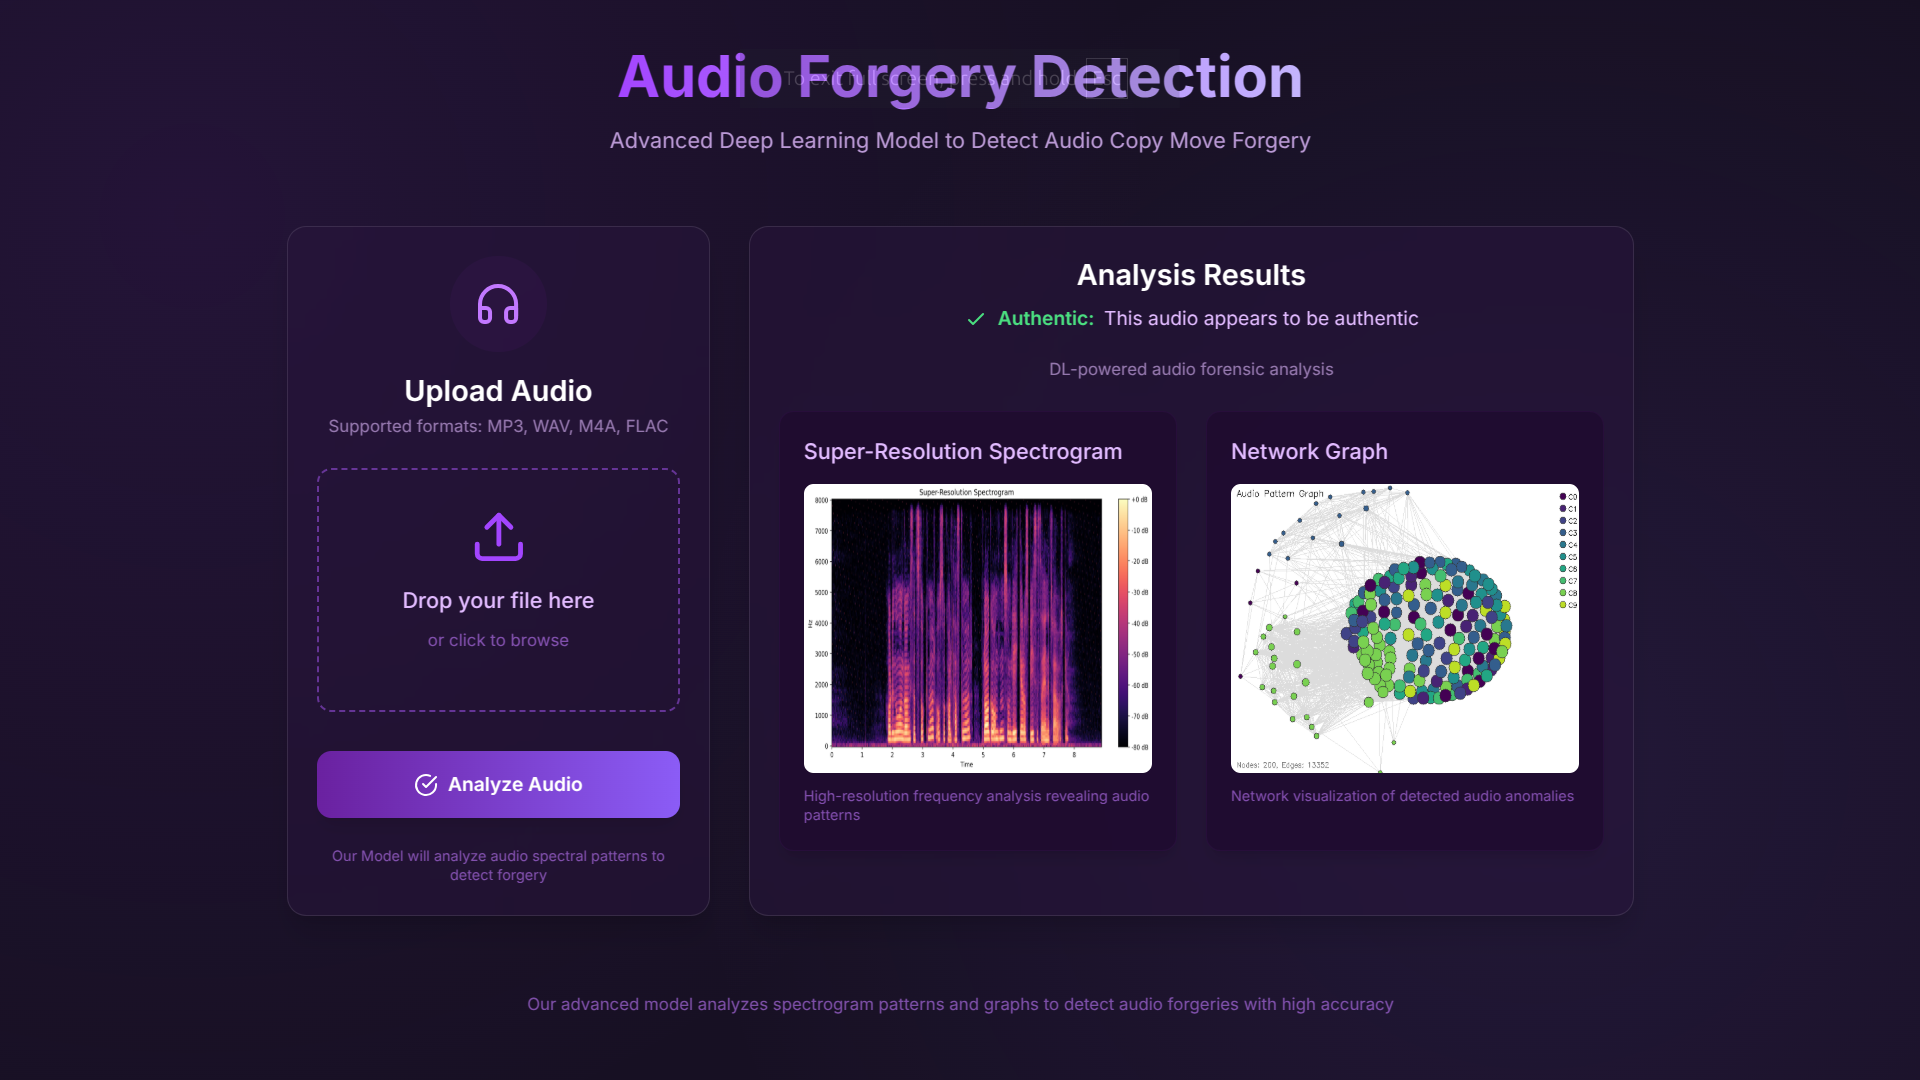 Audio Forgery Detection
To exit full screen, press and hold Esc
Advanced Deep Learning Model to Detect Audio Copy Move Forgery
Upload Audio
Supported formats: MP3, WAV, M4A, FLAC
Drop your file here
or click to browse
Analyze Audio
Our Model will analyze audio spectral patterns to
detect forgery
Analysis Results
Authentic: This audio appears to be authentic
DL-powered audio forensic analysis
Super-Resolution Spectrogram
Super-Resolution Spectrogram
8000
7000
6000
5000
4000
3000
2000
1000
0
Hz
0 1 2 3 4 5 6 7 8
Time
+0 dB
-10 dB
-20 dB
-30 dB
-40 dB
-50 dB
-60 dB
-70 dB
-80 dB
High-resolution frequency analysis revealing audio
patterns
Network Graph
Audio Pattern Graph
C0
C1
C2
C3
C4
C5
C6
C7
C8
C9
Nodes: 200, Edges: 13352
Network visualization of detected audio anomalies
Our advanced model analyzes spectrogram patterns and graphs to detect audio forgeries with high accuracy